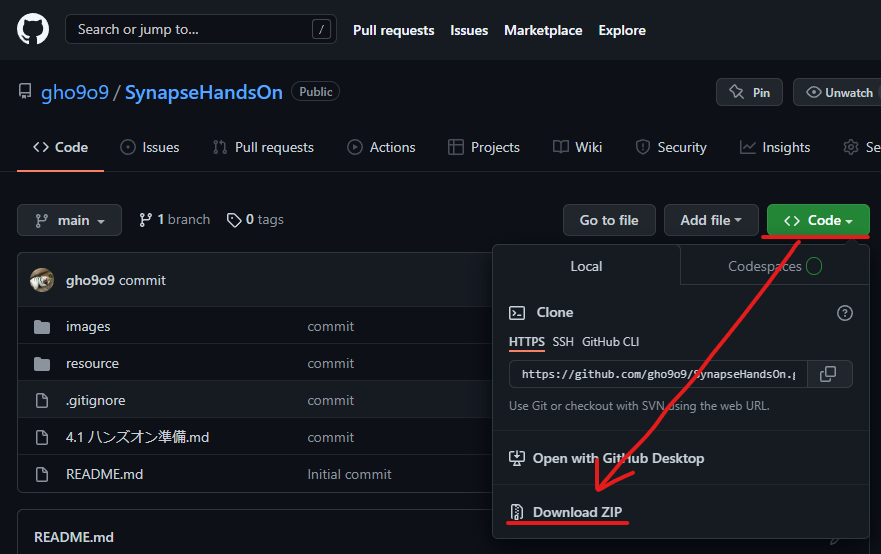 Search or jump to... /
Pull requests Issues Marketplace Explore
gho9o9 / SynapseHandsOn Public
Pin Unwatch
Code Issues Pull requests Actions Projects Wiki Security Insights Se
main 1 branch 0 tags Go to file Add file Code
gho9o9 commit
images commit
resource commit
.gitignore commit
4.1 ハンズオン準備.md commit
README.md Initial commit
README.md
Local Codespaces
Clone
HTTPS SSH GitHub CLI
https://github.com/gho9o9/SynapseHandsOn.g
Use Git or checkout with SVN using the web URL.
Open with GitHub Desktop
Download ZIP